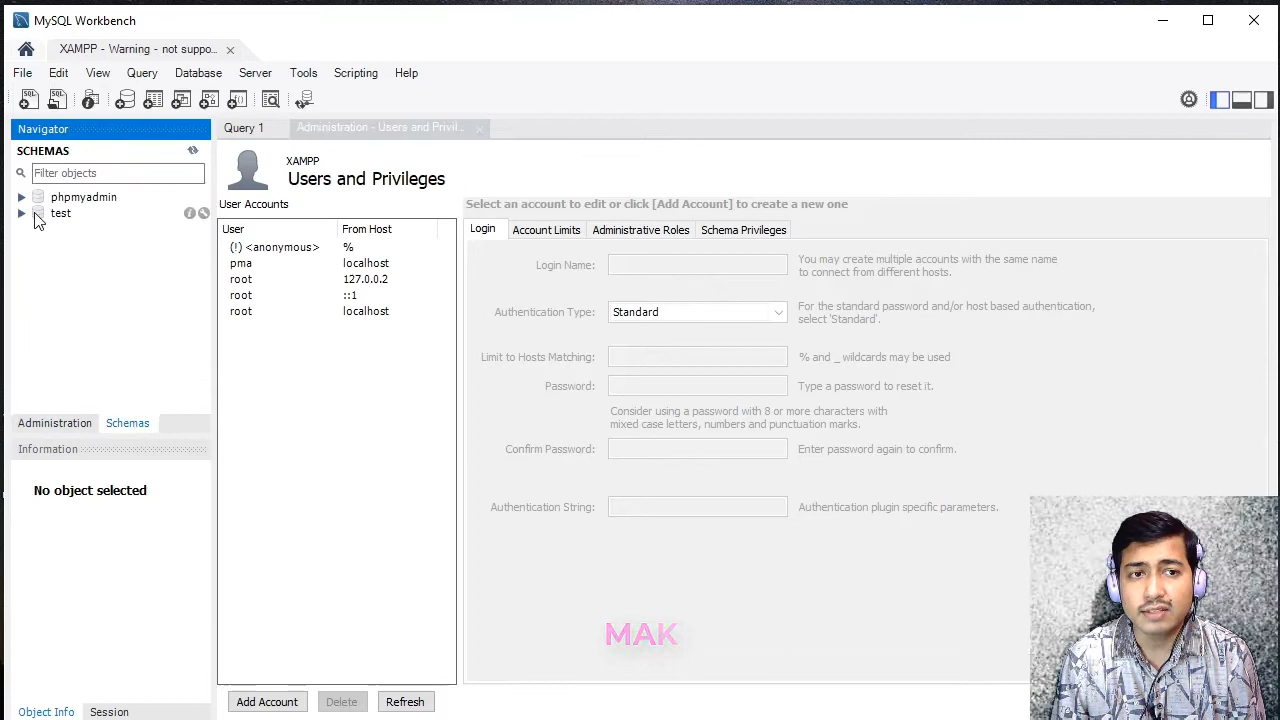 MySQL Workbench
XAMPP - Warning - not suppo...
File Edit View Query Database Server Tools Scripting Help
Navigator
SCHEMAS
Filter objects
phpmyadmin
test
Administration Schemas
Information
No object selected
Object Info Session
Query 1 Administration - Users and Privil...
XAMPP
Users and Privileges
User Accounts
User From Host
(!) <anonymous> %
pma localhost
root 127.0.0.2
root ::1
root localhost
Add Account Delete Refresh
Select an account to edit or click [Add Account] to create a new one
Login Account Limits Administrative Roles Schema Privileges
Login Name: You may create multiple accounts with the same name
to connect from different hosts.
Authentication Type: Standard For the standard password and/or host based authentication,
select 'Standard'.
Limit to Hosts Matching: % and _ wildcards may be used
Password: Type a password to reset it.
Consider using a password with 8 or more characters with
mixed case letters, numbers and punctuation marks.
Confirm Password: Enter password again to confirm.
Authentication String: Authentication plugin specific parameters.
MAK